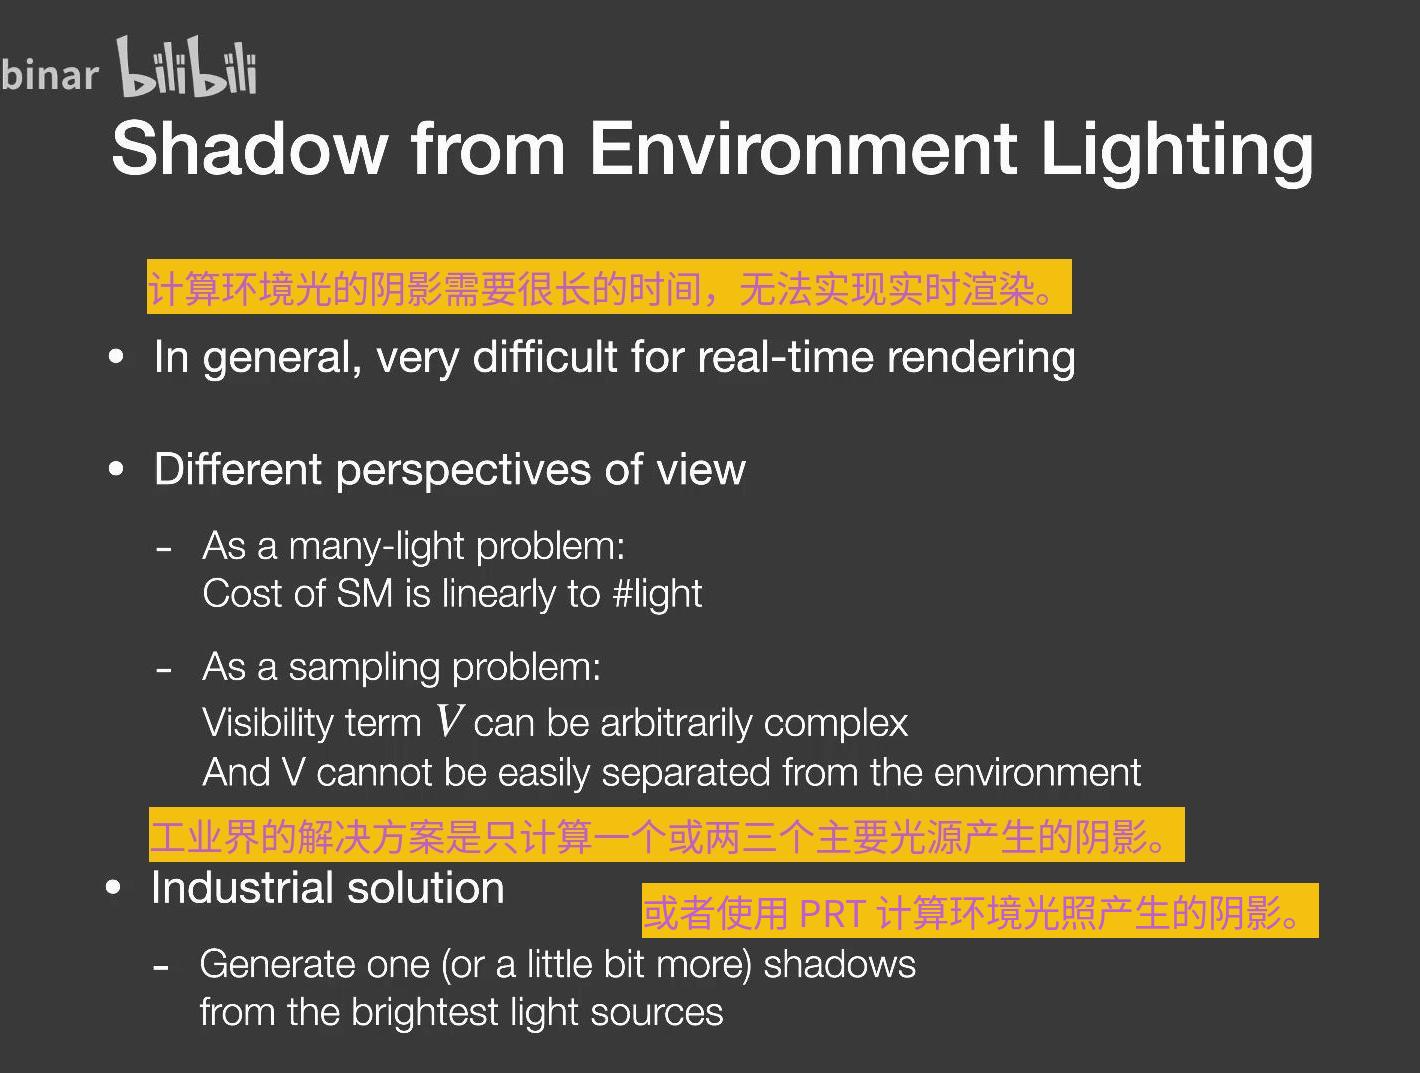 binar bilibili
Shadow from Environment Lighting
计算环境光的阴影需要很长的时间，无法实现实时渲染。
• In general, very difficult for real-time rendering
• Different perspectives of view
- As a many-light problem:
Cost of SM is linearly to #light
- As a sampling problem:
Visibility term V can be arbitrarily complex
And V cannot be easily separated from the environment
工业界的解决方案是只计算一个或两三个主要光源产生的阴影。
• Industrial solution
或者使用 PRT 计算环境光照产生的阴影。
- Generate one (or a little bit more) shadows
from the brightest light sources